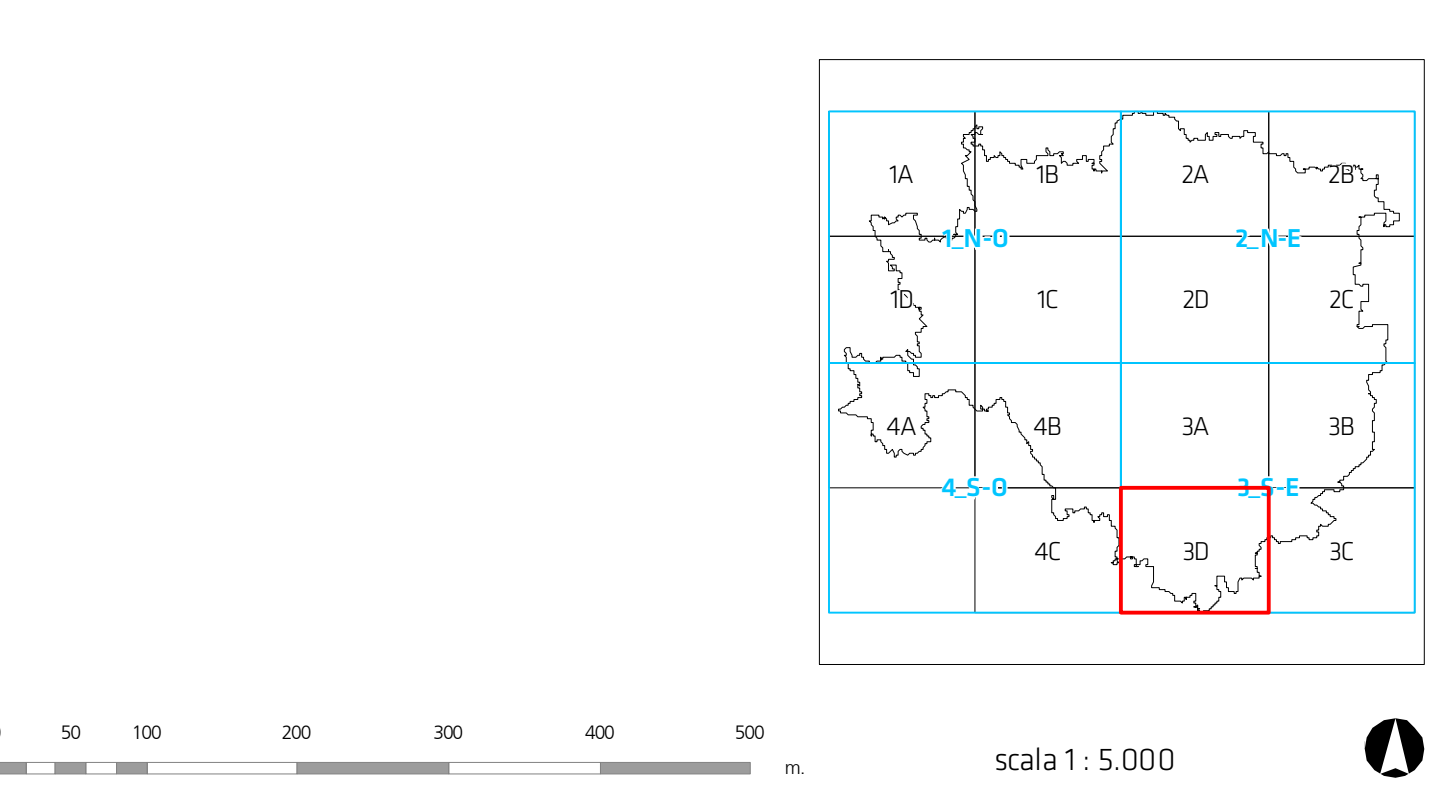 1A 1B 2A 2B
1_N-O 2_N-E
1D 1C 2D 2C
4A 4B 3A 3B
4_S-O 3_S-E
4C 3D 3C
50 100 200 300 400 500
m.
scala 1 : 5.000